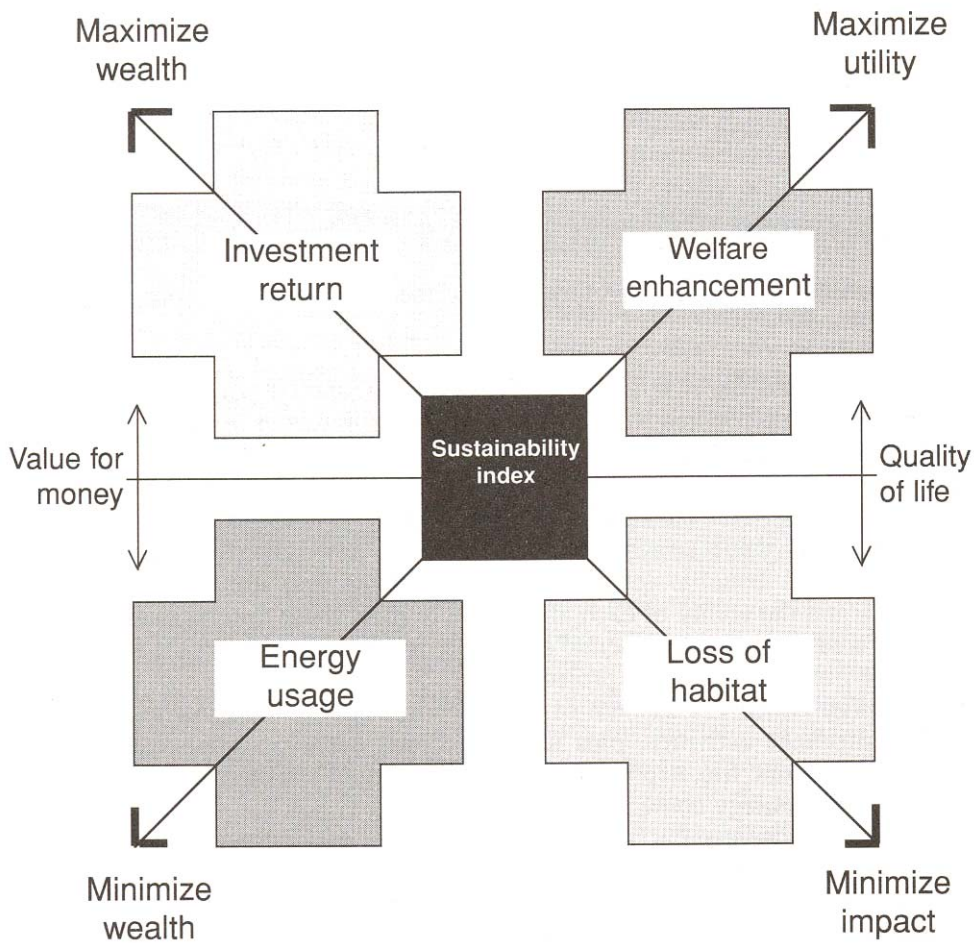 Maximize
wealth
Maximize
utility
Investment
return
Welfare
enhancement
Value for
money
Sustainability
index
Quality
of life
Energy
usage
Loss of
habitat
Minimize
wealth
Minimize
impact